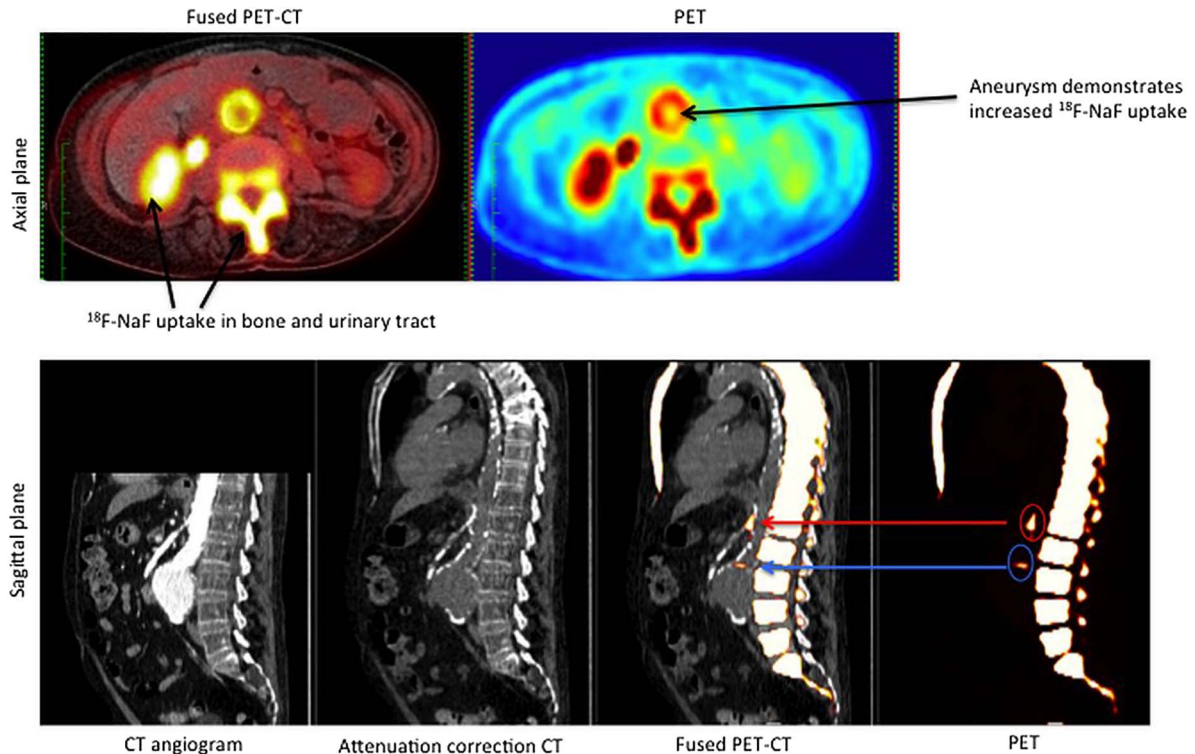 Fused PET-CT
PET
Axial plane
Aneurysm demonstrates
increased ¹⁸F-NaF uptake
¹⁸F-NaF uptake in bone and urinary tract
Sagittal plane
CT angiogram
Attenuation correction CT
Fused PET-CT
PET